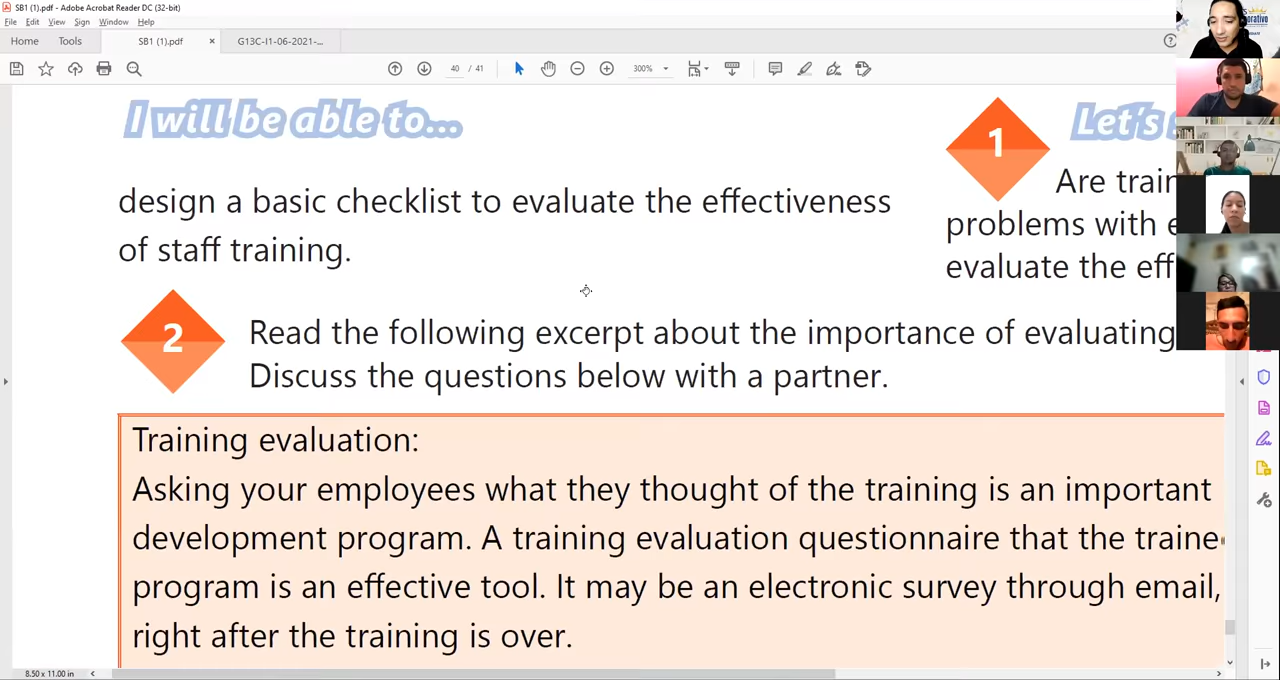 SB1 (1).pdf - Adobe Acrobat Reader DC (32-bit)
File Edit View Sign Window Help
Home Tools SB1 (1).pdf × G13C-I1-06-2021-...
40 / 41 300%
I will be able to...
1 Let's
design a basic checklist to evaluate the effectiveness
of staff training.
Are train
problems with e
evaluate the eff
2 Read the following excerpt about the importance of evaluating
Discuss the questions below with a partner.
Training evaluation:
Asking your employees what they thought of the training is an important
development program. A training evaluation questionnaire that the traine
program is an effective tool. It may be an electronic survey through email,
right after the training is over.
8.50 x 11.00 in